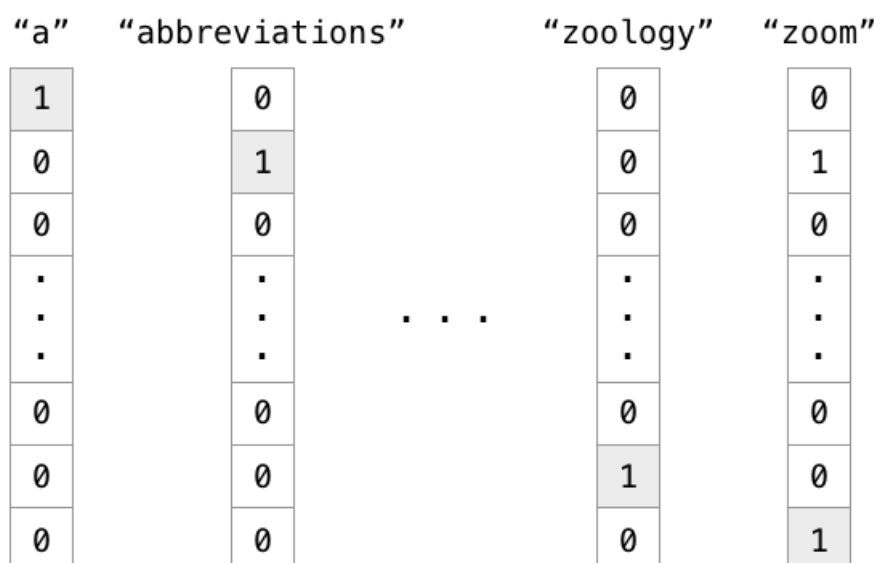 “a” “abbreviations” “zoology” “zoom”
1 0 0 0
0 1 0 1
0 0 0 0
. . . .
. . . . . . .
. . . .
0 0 0 0
0 0 1 0
0 0 0 1